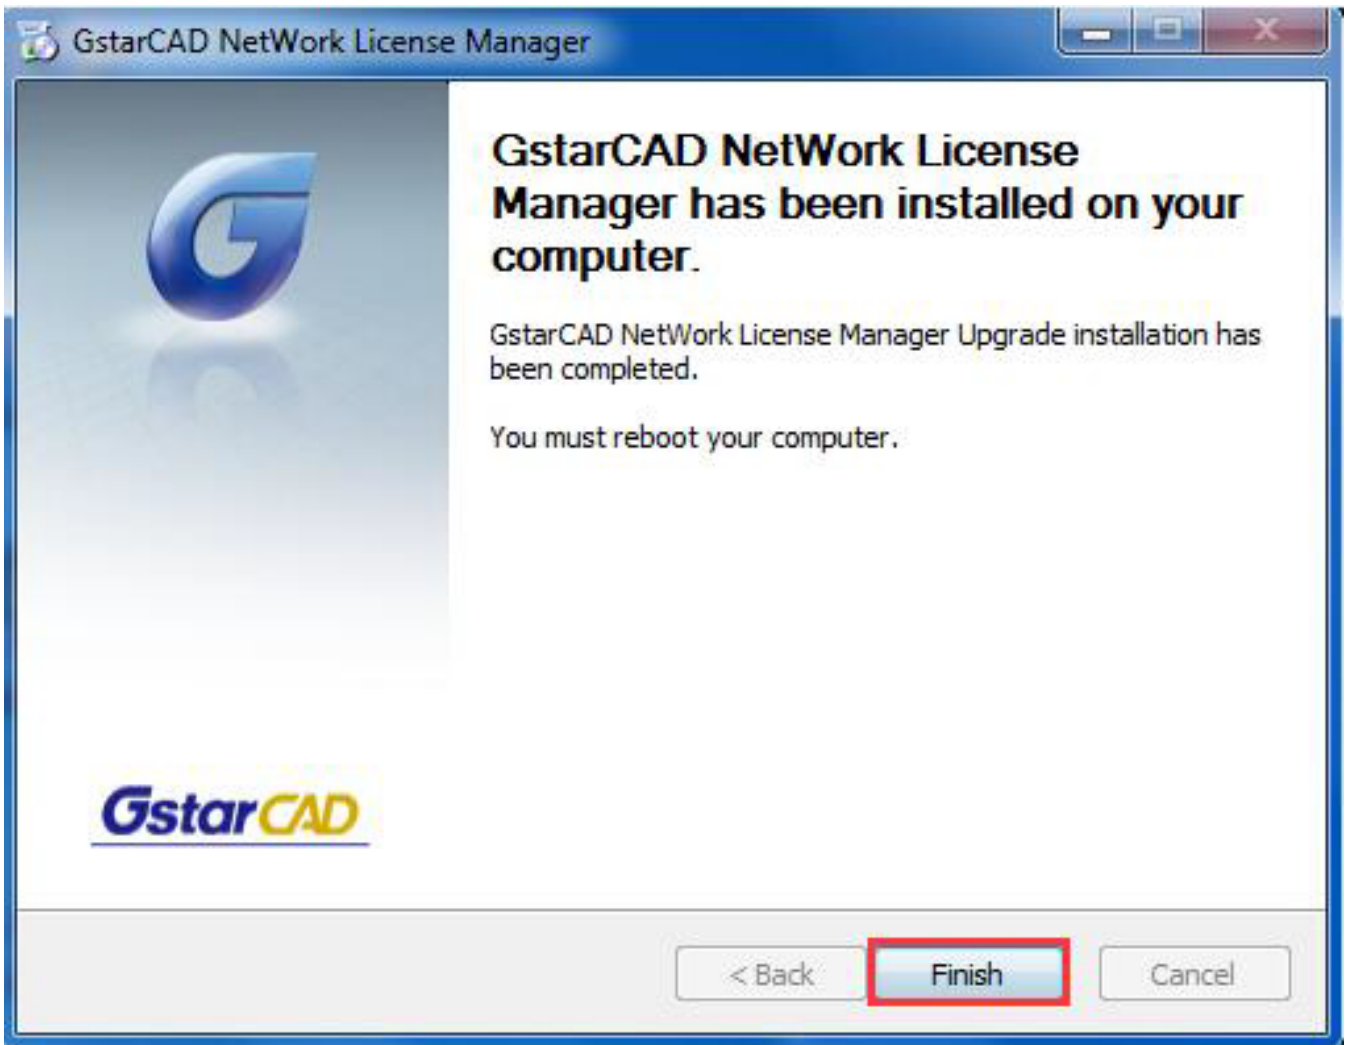 GstarCAD NetWork License Manager
GstarCAD NetWork License
Manager has been installed on your
computer.
GstarCAD NetWork License Manager Upgrade installation has
been completed.
You must reboot your computer.
GstarCAD
< Back
Finish
Cancel